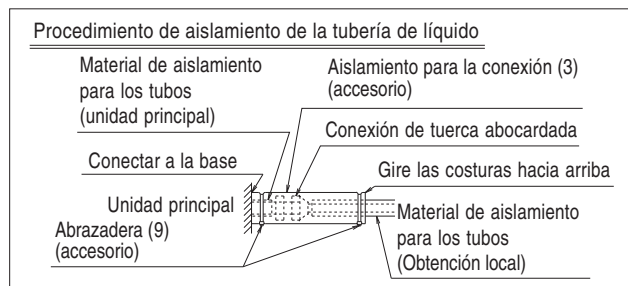 Procedimiento de aislamiento de la tubería de líquido
Material de aislamiento
para los tubos
(unidad principal)
Aislamiento para la conexión (3)
(accesorio)
Conexión de tuerca abocardada
Conectar a la base
Gire las costuras hacia arriba
Unidad principal
Abrazadera (9)
(accesorio)
Material de aislamiento
para los tubos
(Obtención local)